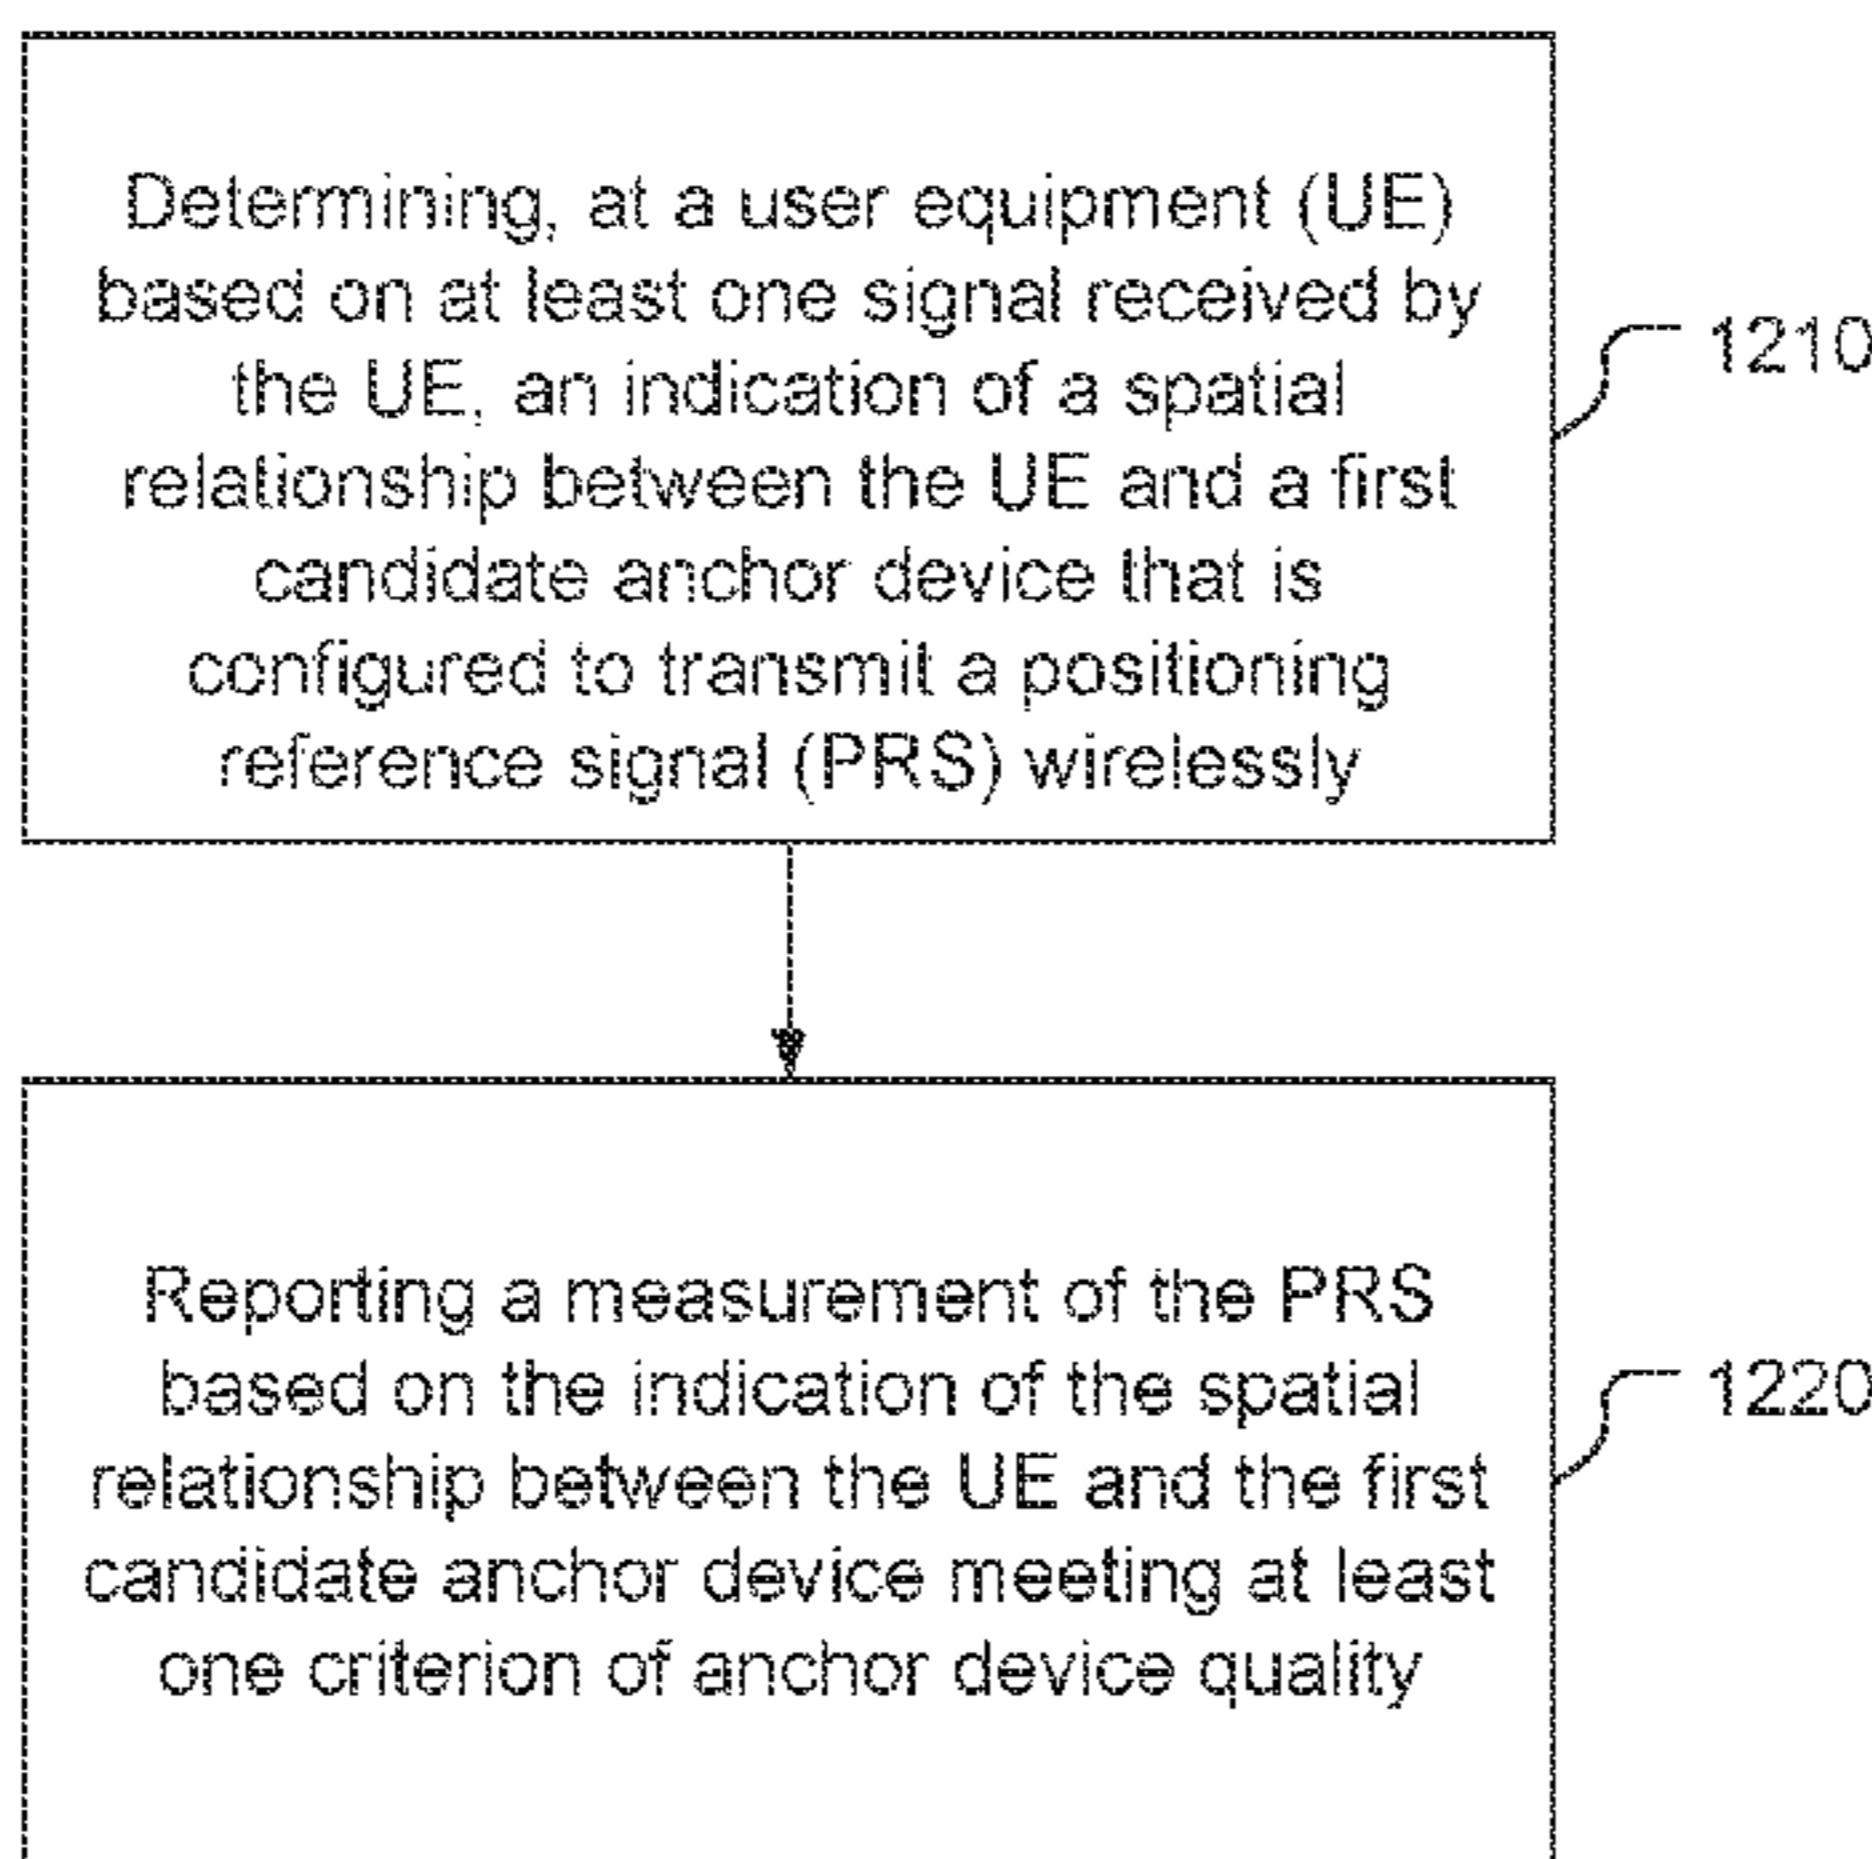 Determining, at a user equipment (UE)
based on at least one signal received by
the UE, an indication of a spatial
relationship between the UE and a first
candidate anchor device that is
configured to transmit a positioning
reference signal (PRS) wirelessly
1210
Reporting a measurement of the PRS
based on the indication of the spatial
relationship between the UE and the first
candidate anchor device meeting at least
one criterion of anchor device quality
1220